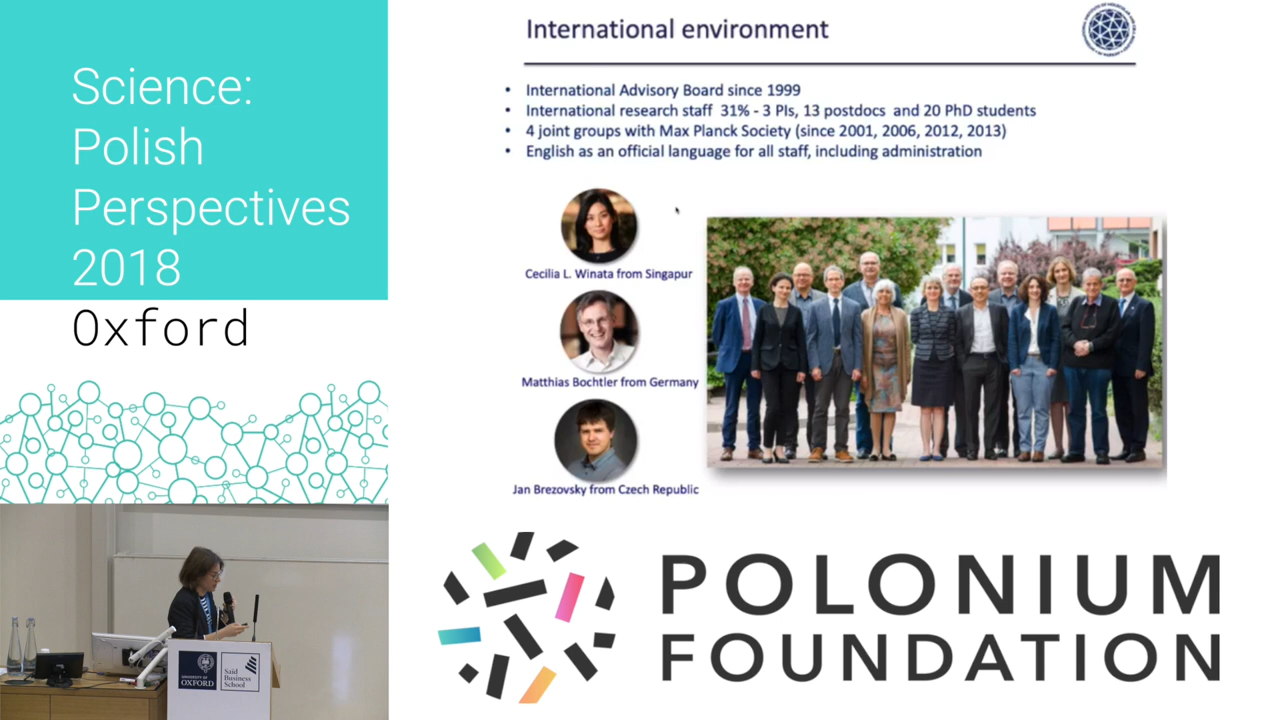 Science:
Polish
Perspectives
2018
Oxford
International environment
• International Advisory Board since 1999
• International research staff 31% - 3 PIs, 13 postdocs and 20 PhD students
• 4 joint groups with Max Planck Society (since 2001, 2006, 2012, 2013)
• English as an official language for all staff, including administration
Cecilia L. Winata from Singapur
Matthias Bochtler from Germany
Jan Brezovsky from Czech Republic
UNIVERSITY OF
OXFORD
Saïd
Business
School
POLONIUM
FOUNDATION